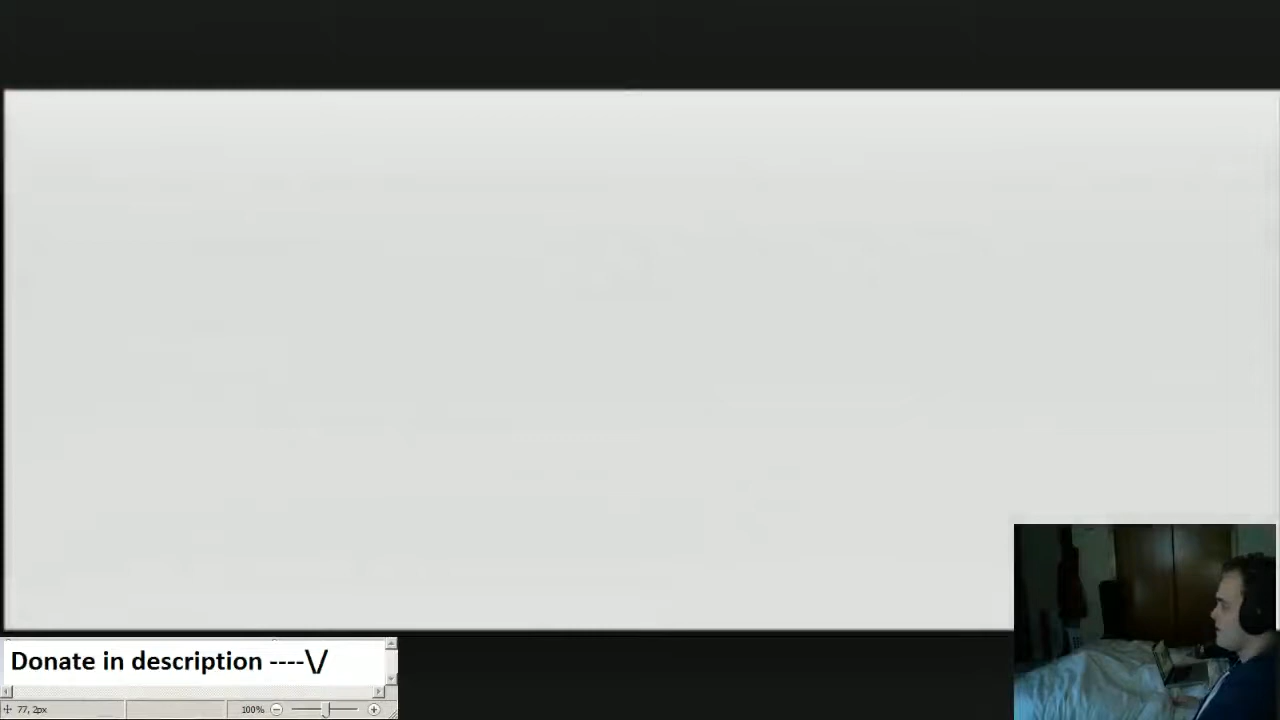 Donate in description ----\/
77, 2px
100%